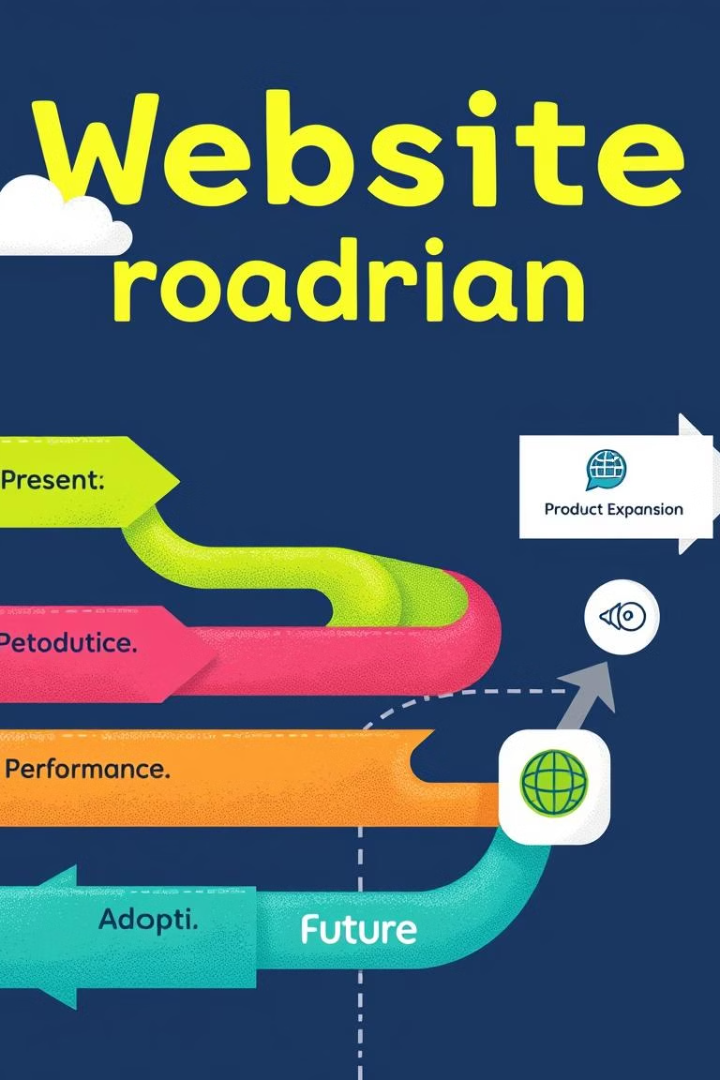 Website
roadrian
Present:
Product Expansion
Petodutice.
Performance.
Adopti.
Future